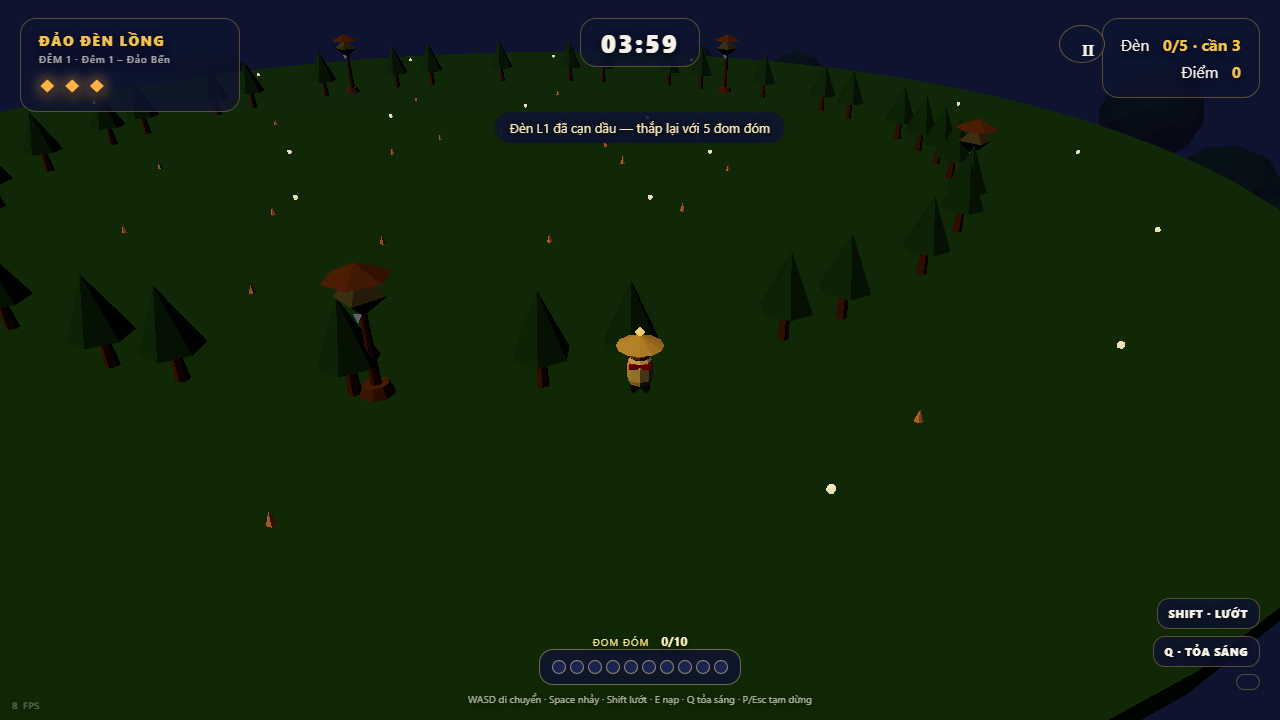 ĐẢO ĐÈN LỒNG
ĐÊM 1 · Đêm 1 – Đảo Bến
03:59
II
Đèn 0/5 · cần 3
Điểm 0
Đèn L1 đã cạn dầu — thắp lại với 5 đom đóm
SHIFT · LƯỚT
Q · TỎA SÁNG
ĐOM ĐÓM 0/10
WASD di chuyển · Space nhảy · Shift lướt · E nạp · Q tỏa sáng · P/Esc tạm dừng
8 FPS